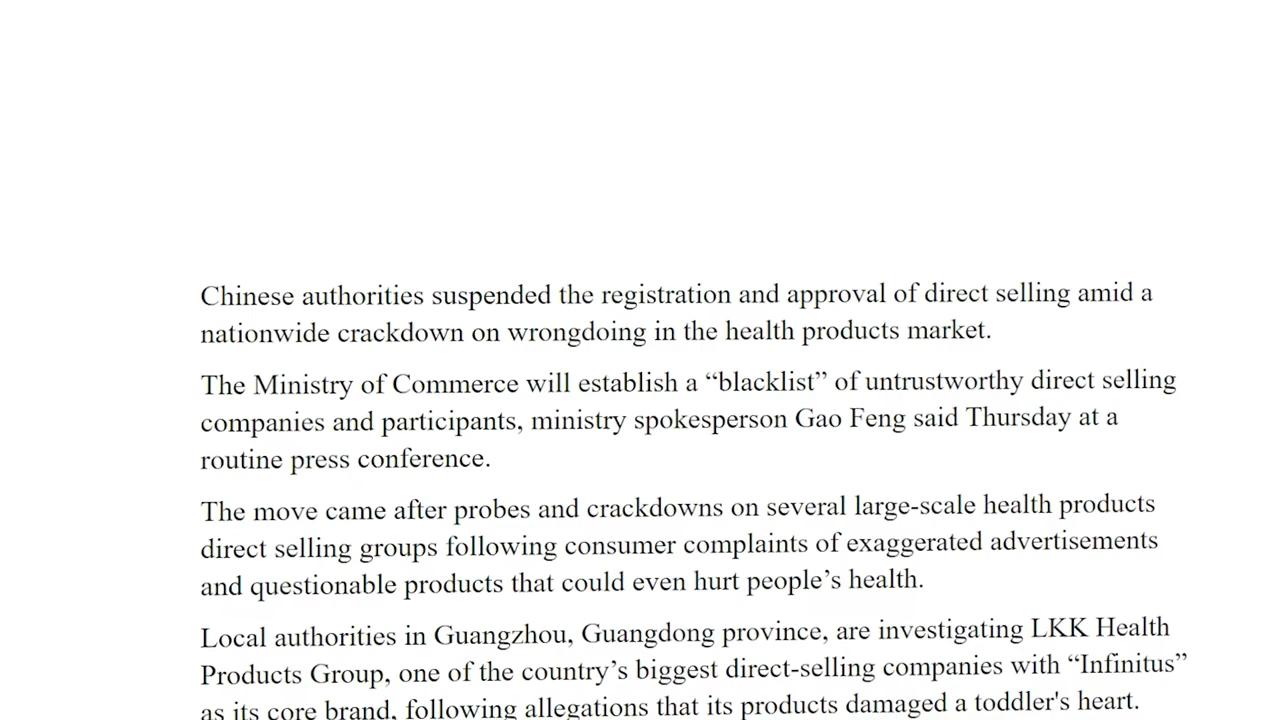 Chinese authorities suspended the registration and approval of direct selling amid a
nationwide crackdown on wrongdoing in the health products market.
The Ministry of Commerce will establish a “blacklist” of untrustworthy direct selling
companies and participants, ministry spokesperson Gao Feng said Thursday at a
routine press conference.
The move came after probes and crackdowns on several large-scale health products
direct selling groups following consumer complaints of exaggerated advertisements
and questionable products that could even hurt people’s health.
Local authorities in Guangzhou, Guangdong province, are investigating LKK Health
Products Group, one of the country’s biggest direct-selling companies with “Infinitus”
as its core brand, following allegations that its products damaged a toddler's heart.